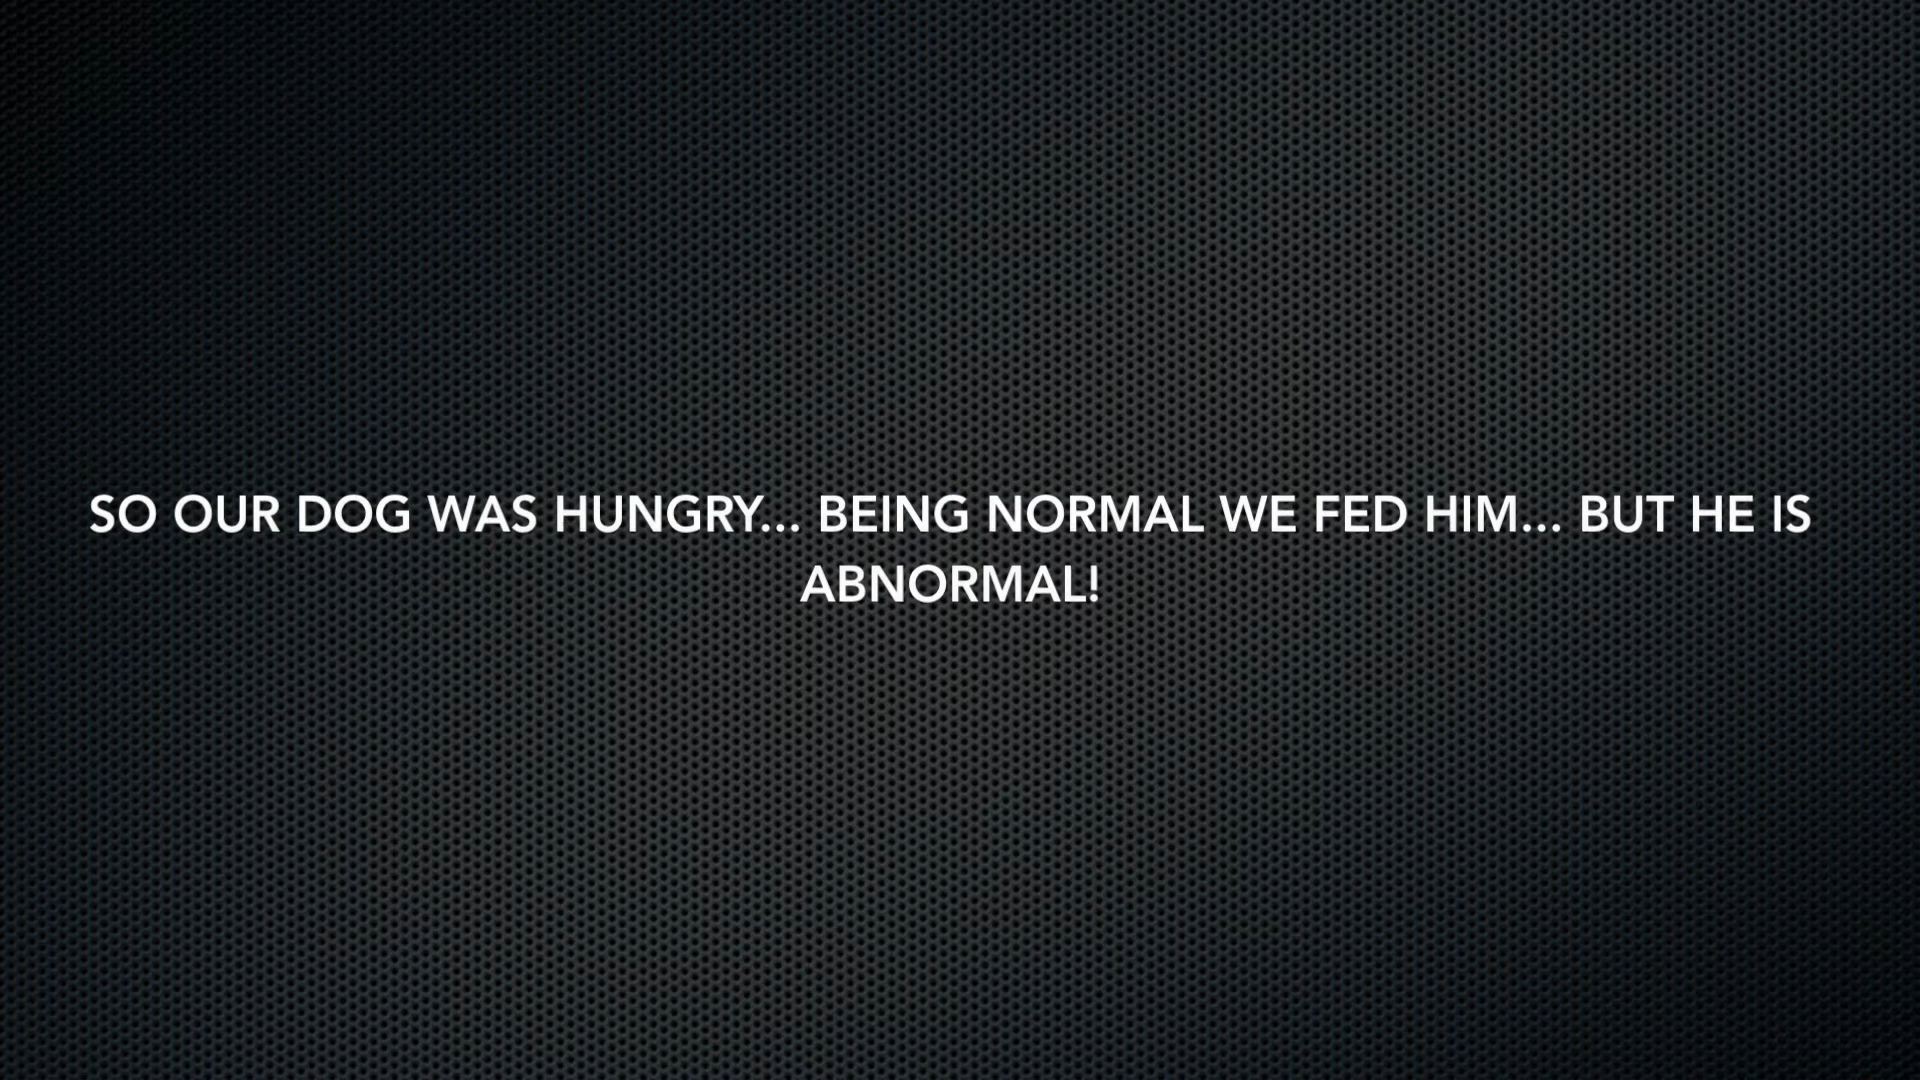 SO OUR DOG WAS HUNGRY... BEING NORMAL WE FED HIM... BUT HE IS
ABNORMAL!